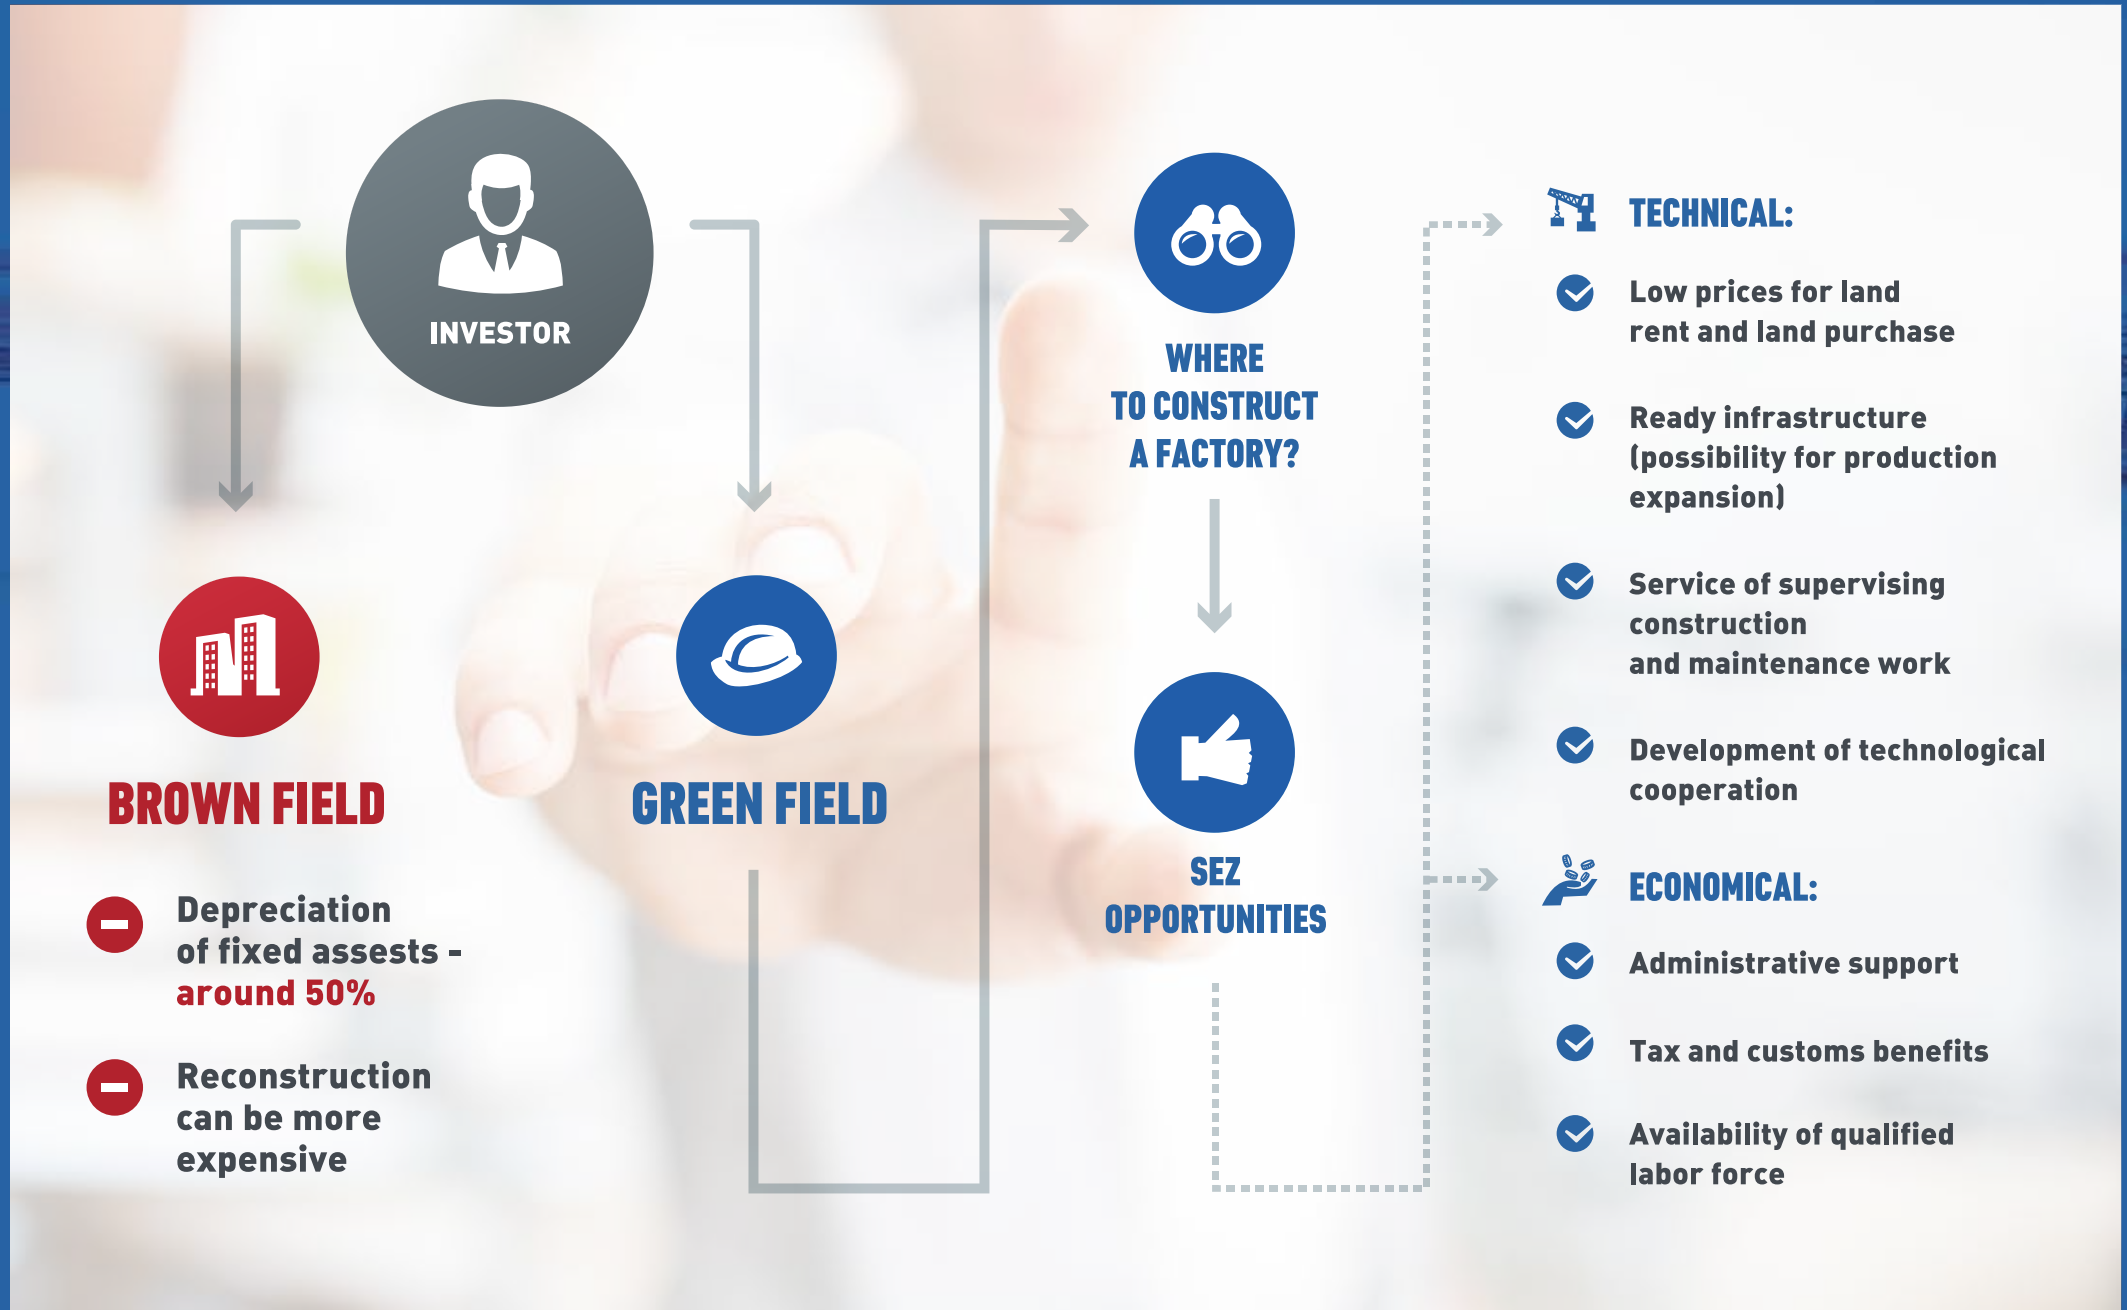 INVESTOR
BROWN FIELD
Depreciation
of fixed assests -
around 50%
Reconstruction
can be more
expensive
GREEN FIELD
WHERE
TO CONSTRUCT
A FACTORY?
SEZ
OPPORTUNITIES
TECHNICAL:
Low prices for land
rent and land purchase
Ready infrastructure
(possibility for production
expansion)
Service of supervising
construction
and maintenance work
Development of technological
cooperation
ECONOMICAL:
Administrative support
Tax and customs benefits
Availability of qualified
labor force